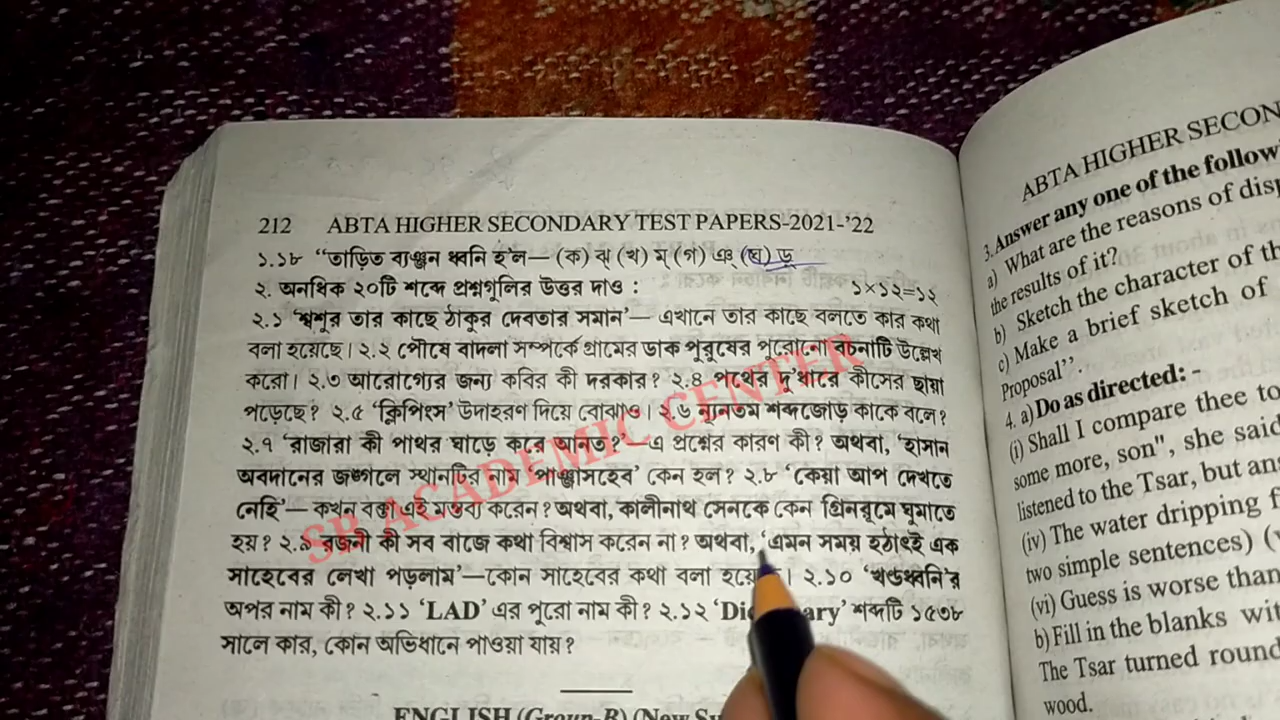 212 ABTA HIGHER SECONDARY TEST PAPERS-2021-'22
১.১৮ “তাড়িত ব্যঞ্জন ধ্বনি হ'ল— (ক) ঝ্ (খ) ম্ (গ) ঞ্ (ঘ) ড়্
২. অনধিক ২০টি শব্দে প্রশ্নগুলির উত্তর দাও : ১×১২=১২
২.১ ‘শ্বশুর তার কাছে ঠাকুর দেবতার সমান’— এখানে তার কাছে বলতে কার কথা
বলা হয়েছে। ২.২ পৌষে বাদলা সম্পর্কে গ্রামের ডাক পুরুষের পুরোনো বচনাটি উল্লেখ
করো। ২.৩ আরোগ্যের জন্য কবির কী দরকার? ২.৪ পথের দু'ধারে কীসের ছায়া
পড়েছে? ২.৫ ‘ক্লিপিংস’ উদাহরণ দিয়ে বোঝাও। ২.৬ ন্যূনতম শব্দজোড় কাকে বলে?
২.৭ ‘রাজারা কী পাথর ঘাড়ে করে আনত?’—এ প্রশ্নের কারণ কী? অথবা, ‘হাসান
অবদানের জঙ্গলে স্থানটির নাম ‘পাঞ্জাসাহেব’ কেন হল? ২.৮ ‘কেয়া আপ দেখতে
নেহি’— কখন বক্তা এই মন্তব্য করেন? অথবা, কালীনাথ সেনকে কেন গ্রিনরুমে ঘুমাতে
হয়? ২.৯ রজনী কী সব বাজে কথা বিশ্বাস করেন না? অথবা, ‘এমন সময় হঠাৎই এক
সাহেবের লেখা পড়লাম’—কোন সাহেবের কথা বলা হয়ে । ২.১০ ‘খণ্ডধ্বনি’র
অপর নাম কী? ২.১১ ‘LAD’ এর পুরো নাম কী? ২.১২ শব্দটি ১৫৩৮
সালে কার, কোন অভিধানে পাওয়া যায়?
ENGLISH (Group-B) (New
SR ACADEMIC CENTER
ABTA HIGHER SECON
3. Answer any one of the follow
a) What are the reasons of disp
the results of it?
b) Sketch the character of th
c) Make a brief sketch of
Proposal''
4. a) Do as directed: -
(i) Shall I compare thee to
some more, son", she said
listened to the Tsar, but an
(iv) The water dripping f
two simple sentences) (
(vi) Guess is worse than
b) Fill in the blanks wi
The Tsar turned round
wood.